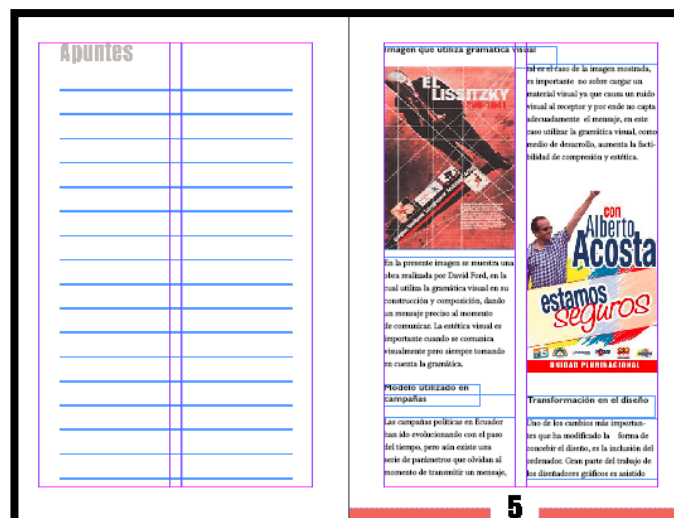 Apuntes
Imagen que utiliza gramática visual
EL
LISSITZKY
1890-1941
En la presente imagen se muestra una
obra realizada por David Ford, en la
cual utiliza la gramática visual en su
construcción y composición, dando
un mensaje preciso al momento
de comunicar. La estética visual es
importante cuando se comunica
visualmente pero siempre tomando
en cuenta la gramática.
Modelo utilizado en
campañas
Las campañas políticas en Ecuador
han ido evolucionando con el paso
del tiempo, pero aún existe una
serie de parámetros que olvidan al
momento de transmitir un mensaje,
tal es el caso de la imagen mostrada,
es importante no sobre cargar un
material visual ya que causa un ruido
visual al receptor y por ende no capta
adecuadamente el mensaje, en este
caso utilizar la gramática visual, como
medio de desarrollo, aumenta la facti-
bilidad de compresión y estética.
con
Alberto
Acosta
estamos
seguros
UNIDAD PLURINACIONAL
Transformación en el diseño
Uno de los cambios más importan-
tes que ha modificado la forma de
concebir el diseño, es la inclusión del
ordenador. Gran parte del trabajo de
los diseñadores gráficos es asistido
5